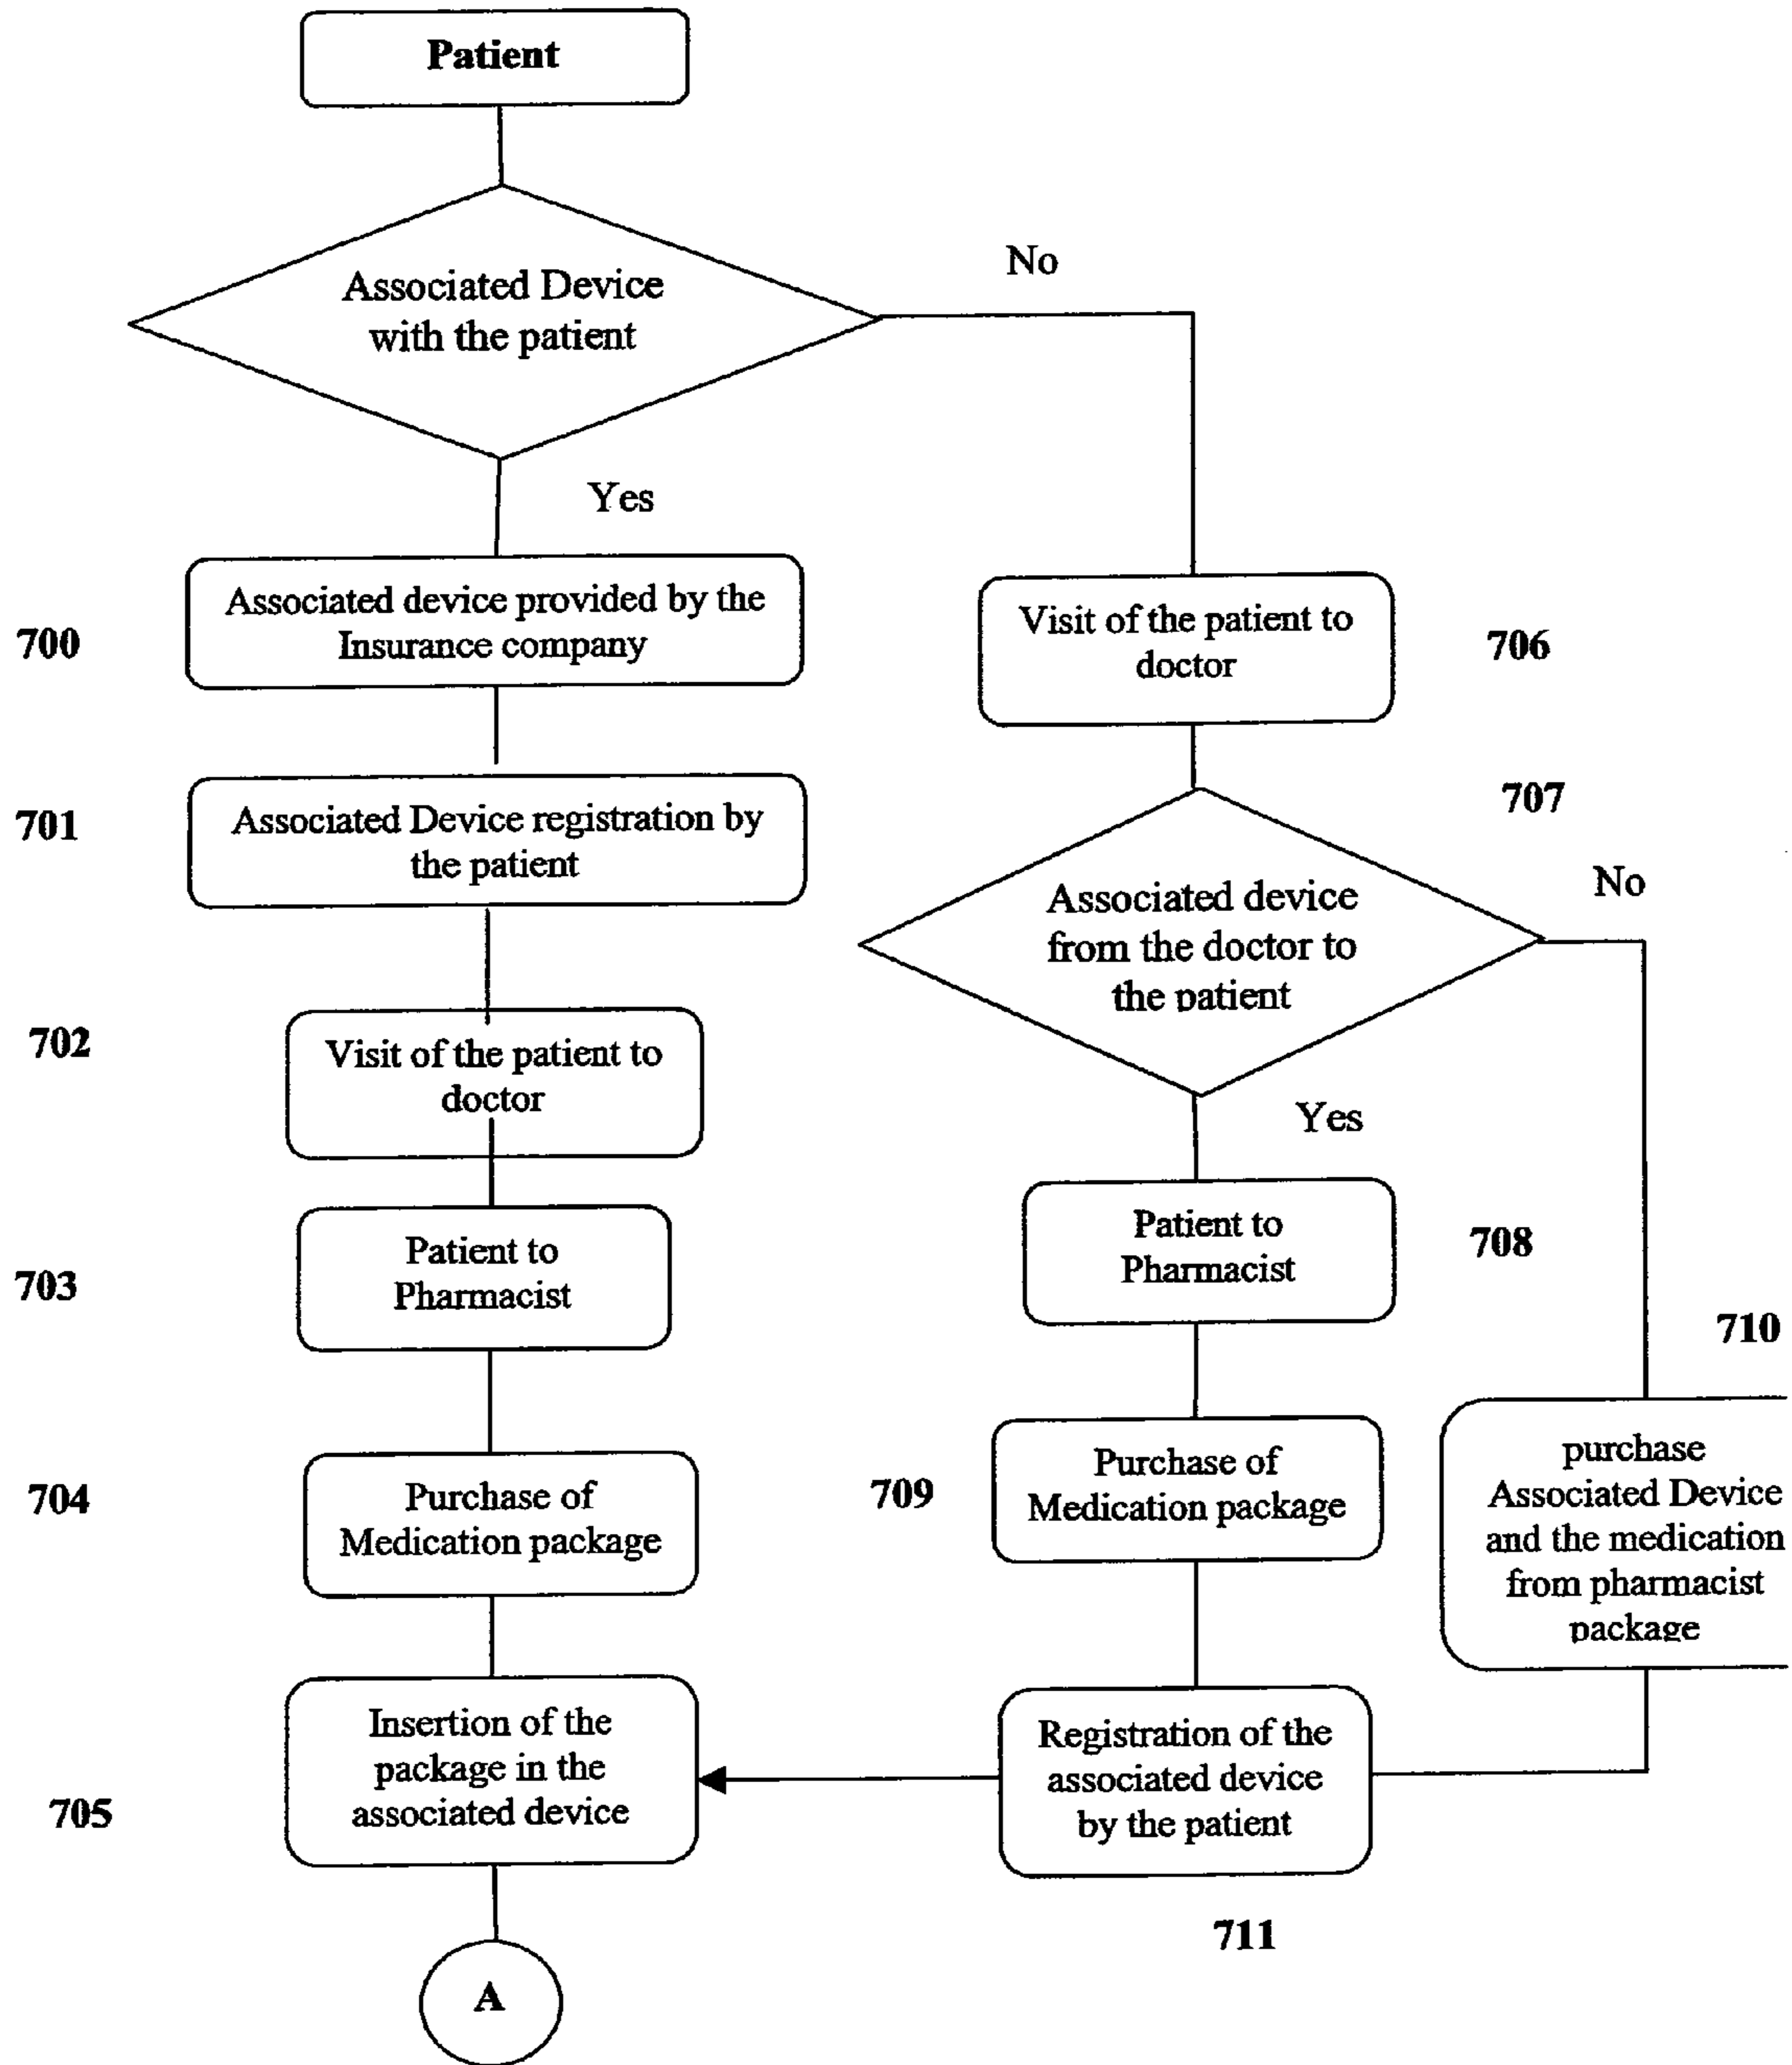 Patient
Associated Device
with the patient
No
Yes
700
Associated device provided by the
Insurance company
701
Associated Device registration by
the patient
702
Visit of the patient to
doctor
703
Patient to
Pharmacist
704
Purchase of
Medication package
705
Insertion of the
package in the
associated device
A
Visit of the patient to
doctor
706
707
Associated device
from the doctor to
the patient
No
Yes
Patient to
Pharmacist
708
709
Purchase of
Medication package
710
purchase
Associated Device
and the medication
from pharmacist
package
Registration of the
associated device
by the patient
711